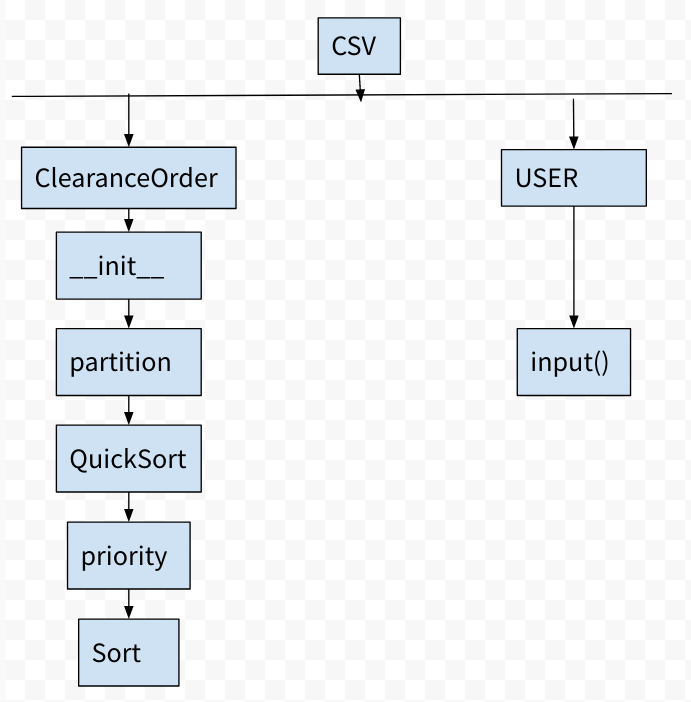 CSV
ClearanceOrder
USER
__init__
partition
input()
QuickSort
priority
Sort